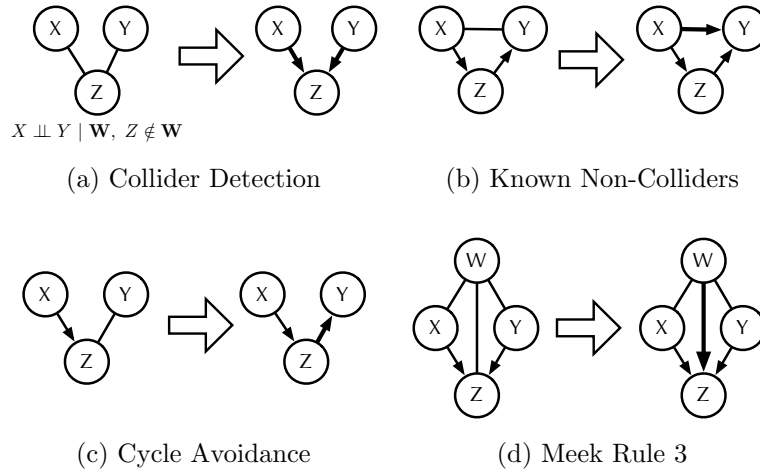 X Y X Y
Z Z
X ⫫ Y | W, Z ∉ W
(a) Collider Detection
X Y X Y
Z Z
(b) Known Non-Colliders
X Y X Y
Z Z
(c) Cycle Avoidance
W W
X Y X Y
Z Z
(d) Meek Rule 3